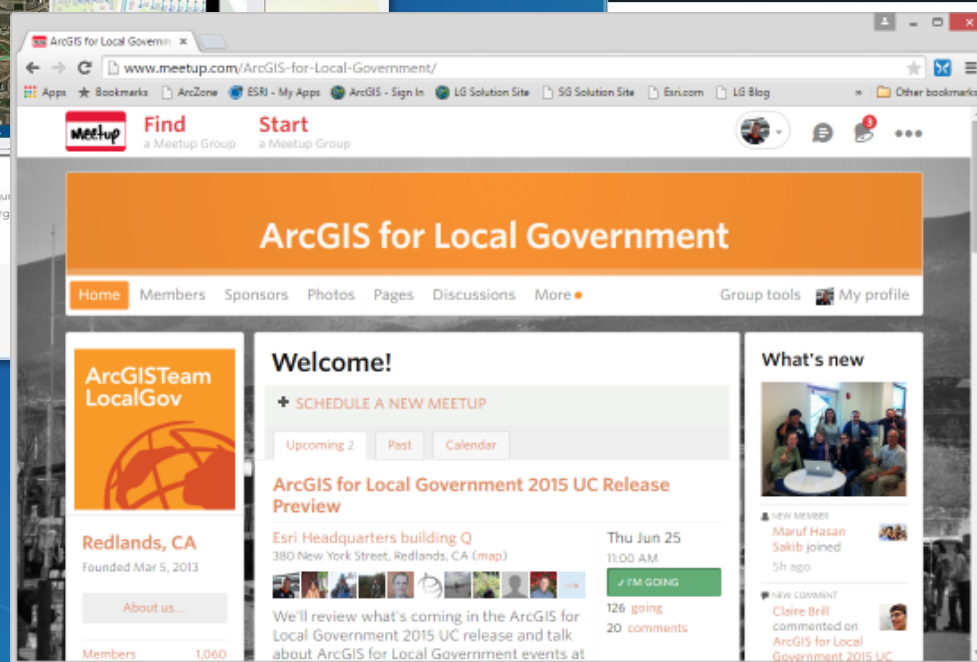 ArcGIS for Local Governm
www.meetup.com/ArcGIS-for-Local-Government/
Apps Bookmarks ArcZone ESRI - My Apps ArcGIS - Sign In LG Solution Site SG Solution Site Esri.com LG Blog » Other bookmarks
Meetup Find Start
a Meetup Group a Meetup Group
3
ArcGIS for Local Government
Home Members Sponsors Photos Pages Discussions More Group tools My profile
ArcGISTeam
LocalGov
Redlands, CA
Founded Mar 5, 2013
About us...
Members 1,060
Welcome!
+ SCHEDULE A NEW MEETUP
Upcoming 2 Past Calendar
ArcGIS for Local Government 2015 UC Release
Preview
Esri Headquarters building Q
380 New York Street, Redlands, CA (map)
We'll review what's coming in the ArcGIS for
Local Government 2015 UC release and talk
about ArcGIS for Local Government events at
Thu Jun 25
11:00 AM
✓ I'M GOING
126 going
20 comments
What's new
NEW MEMBER
Maruf Hasan
Sakib joined
5h ago
NEW COMMENT
Claire Brill
commented on
ArcGIS for Local
Government 2015 UC